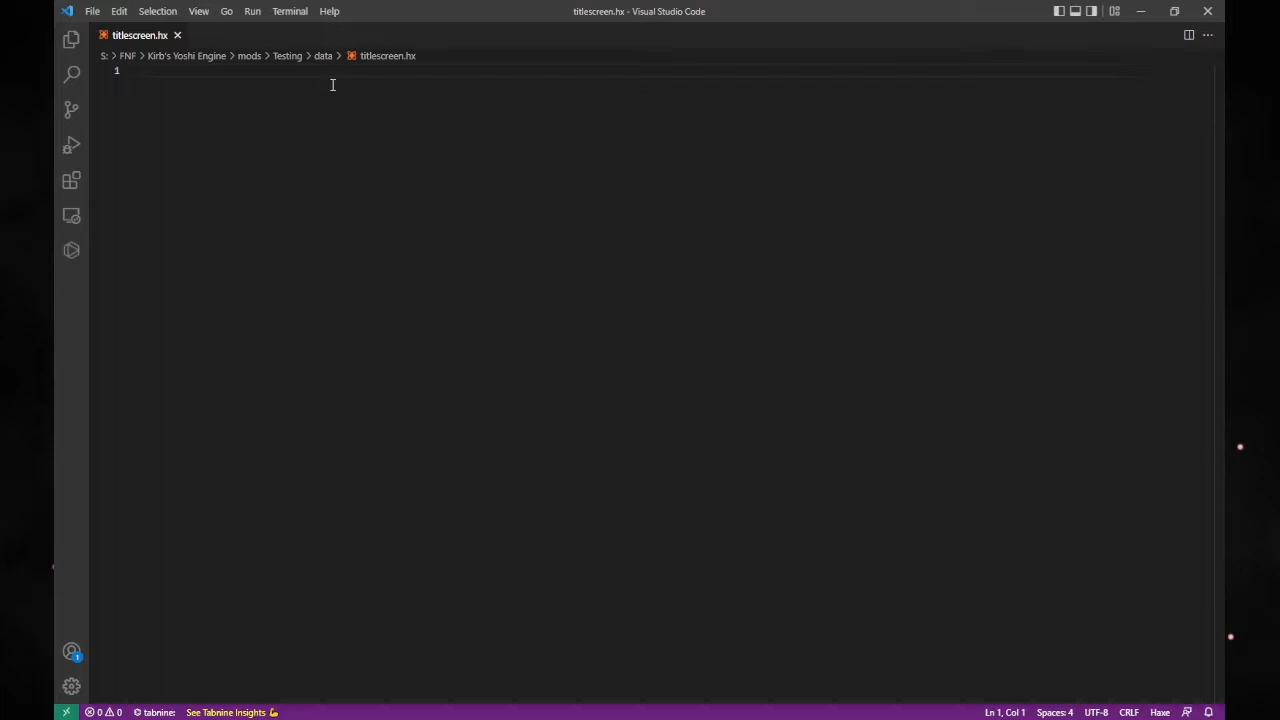 File Edit Selection View Go Run Terminal Help titlescreen.hx - Visual Studio Code
titlescreen.hx
S: > FNF > Kirb's Yoshi Engine > mods > Testing > data > titlescreen.hx
1
1
0 0 tabnine: See Tabnine Insights 💪 Ln 1, Col 1 Spaces: 4 UTF-8 CRLF Haxe